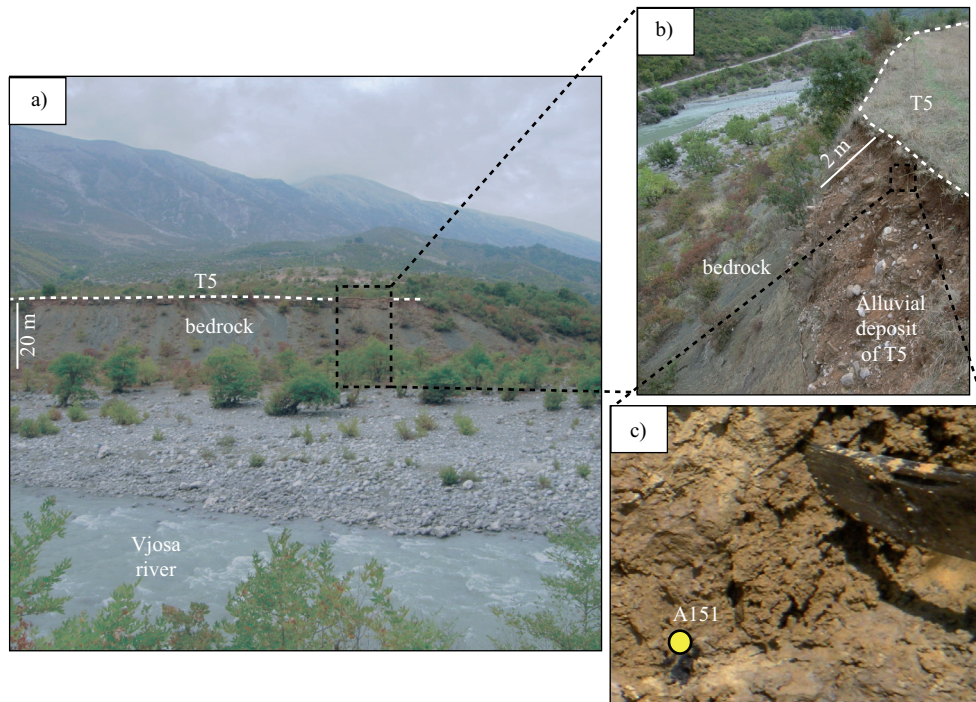 a)
T5
20 m
bedrock
Vjosa
river
b)
T5
2 m
bedrock
Alluvial
deposit
of T5
c)
A151